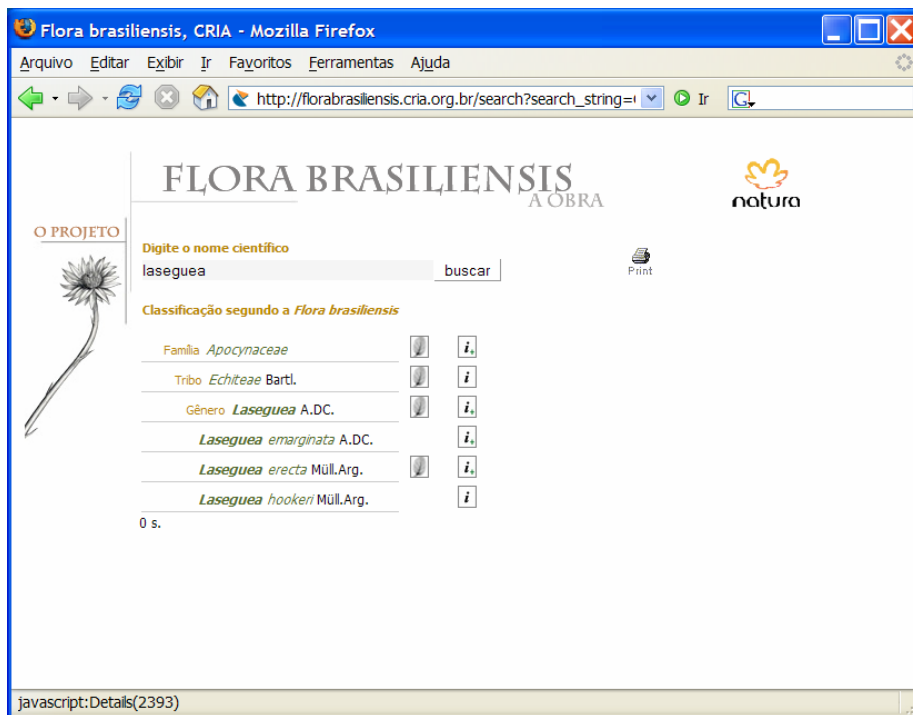 Flora brasiliensis, CRIA - Mozilla Firefox
Arquivo Editar Exibir Ir Favoritos Ferramentas Ajuda
http://florabrasiliensis.cria.org.br/search?search_string= Ir G
FLORA BRASILIENSIS
A OBRA
natura
O PROJETO
Digite o nome científico
laseguea buscar
Print
Classificação segundo a Flora brasiliensis
Família Apocynaceae i+
Tribo Echiteae Bartl. i
Gênero Laseguea A.DC. i+
Laseguea emarginata A.DC. i+
Laseguea erecta Müll.Arg. i+
Laseguea hookeri Müll.Arg. i
0 s.
javascript:Details(2393)